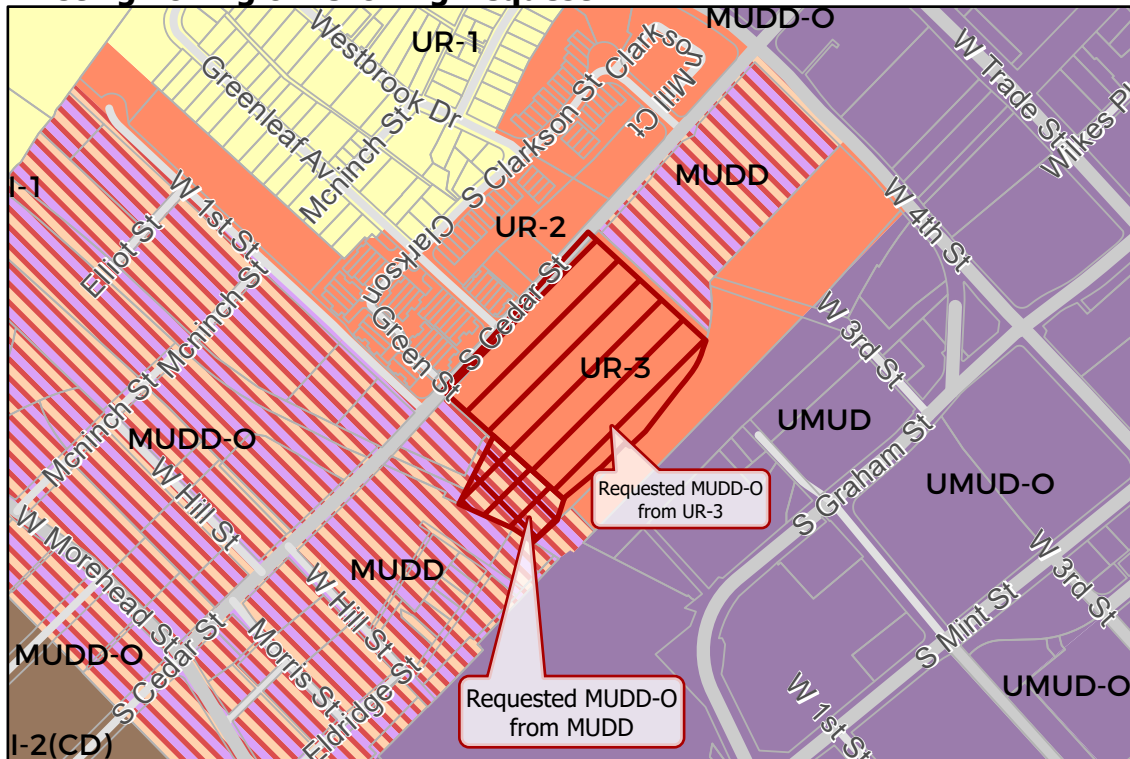 MUDD-O
UR-1
W Trade St
Wilkes Pl
Westbrook Dr
Greenleaf Av
Mcninch St
S Clarkson St
Clarkson
Mill Ct
MUDD
W 4th St
I-1
W 1st St
Elliot St
Clarkson
Green St
UR-2
S Cedar St
W 3rd St
Mcninch St
Mcninch St
UR-3
MUDD-O
UMUD
S Graham St
UMUD-O
Requested MUDD-O
from UR-3
W Hill St
W Morehead St
MUDD
W Hill St
W 3rd St
S Mint St
MUDD-O
S Cedar St
Morris St
Eldridge St
Requested MUDD-O
from MUDD
UMUD-O
W 1st St
I-2(CD)